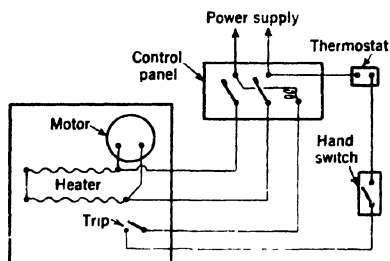 Power supply
Control
panel
Thermostat
Motor
Hand
switch
Heater
Trip